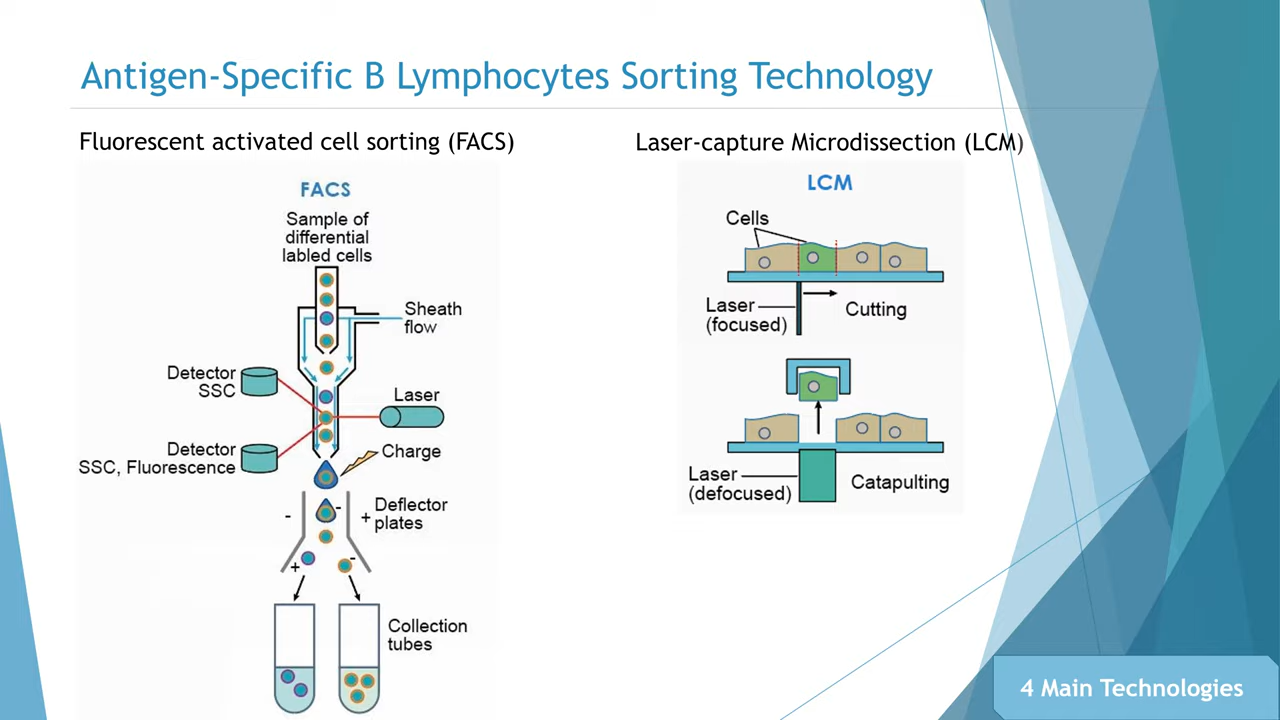 Antigen-Specific B Lymphocytes Sorting Technology
Fluorescent activated cell sorting (FACS)
FACS
Sample of
differential
labled cells
Sheath
flow
Detector
SSC
Laser
Detector
SSC, Fluorescence
Charge
-
-
+
Deflector
plates
+
-
Collection
tubes
Laser-capture Microdissection (LCM)
LCM
Cells
Laser
(focused)
Cutting
Laser
(defocused)
Catapulting
4 Main Technologies